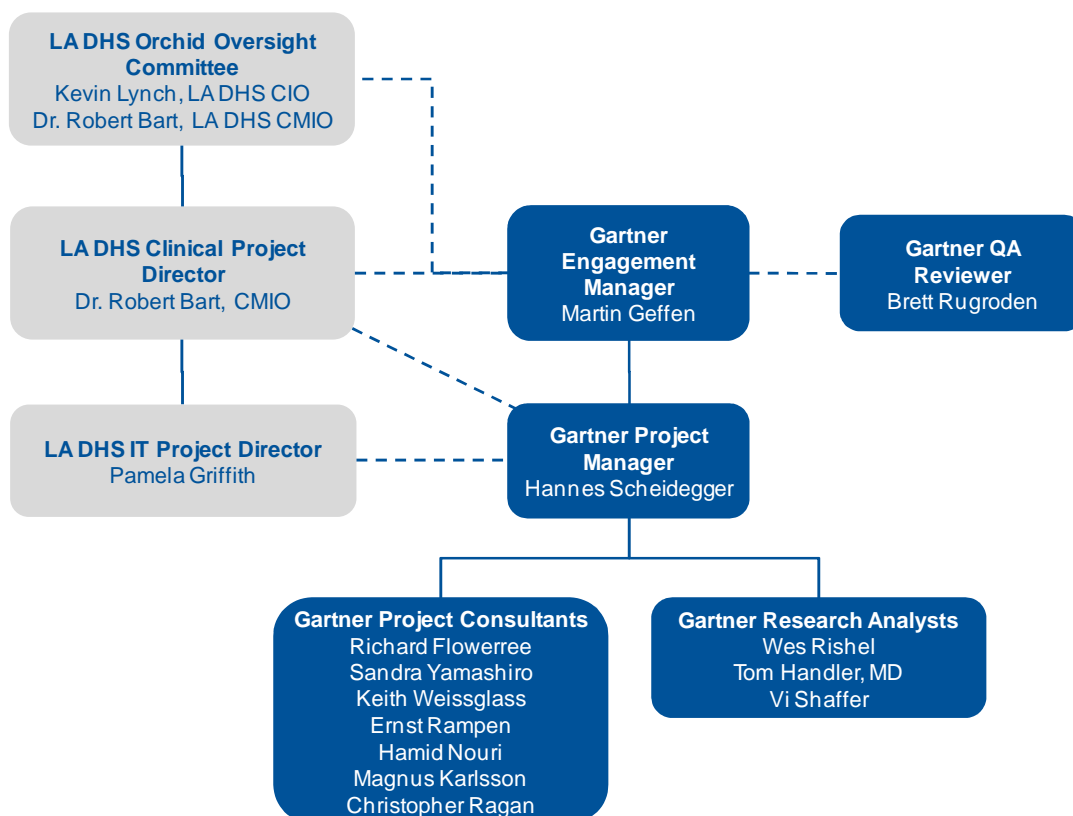 LA DHS Orchid Oversight
Committee
Kevin Lynch, LA DHS CIO
Dr. Robert Bart, LA DHS CMIO
LA DHS Clinical Project
Director
Dr. Robert Bart, CMIO
Gartner
Engagement
Manager
Martin Geffen
Gartner QA
Reviewer
Brett Rugroden
LA DHS IT Project Director
Pamela Griffith
Gartner Project
Manager
Hannes Scheidegger
Gartner Project Consultants
Richard Flowerree
Sandra Yamashiro
Keith Weissglass
Ernst Rampen
Hamid Nouri
Magnus Karlsson
Christopher Ragan
Gartner Research Analysts
Wes Rishel
Tom Handler, MD
Vi Shaffer